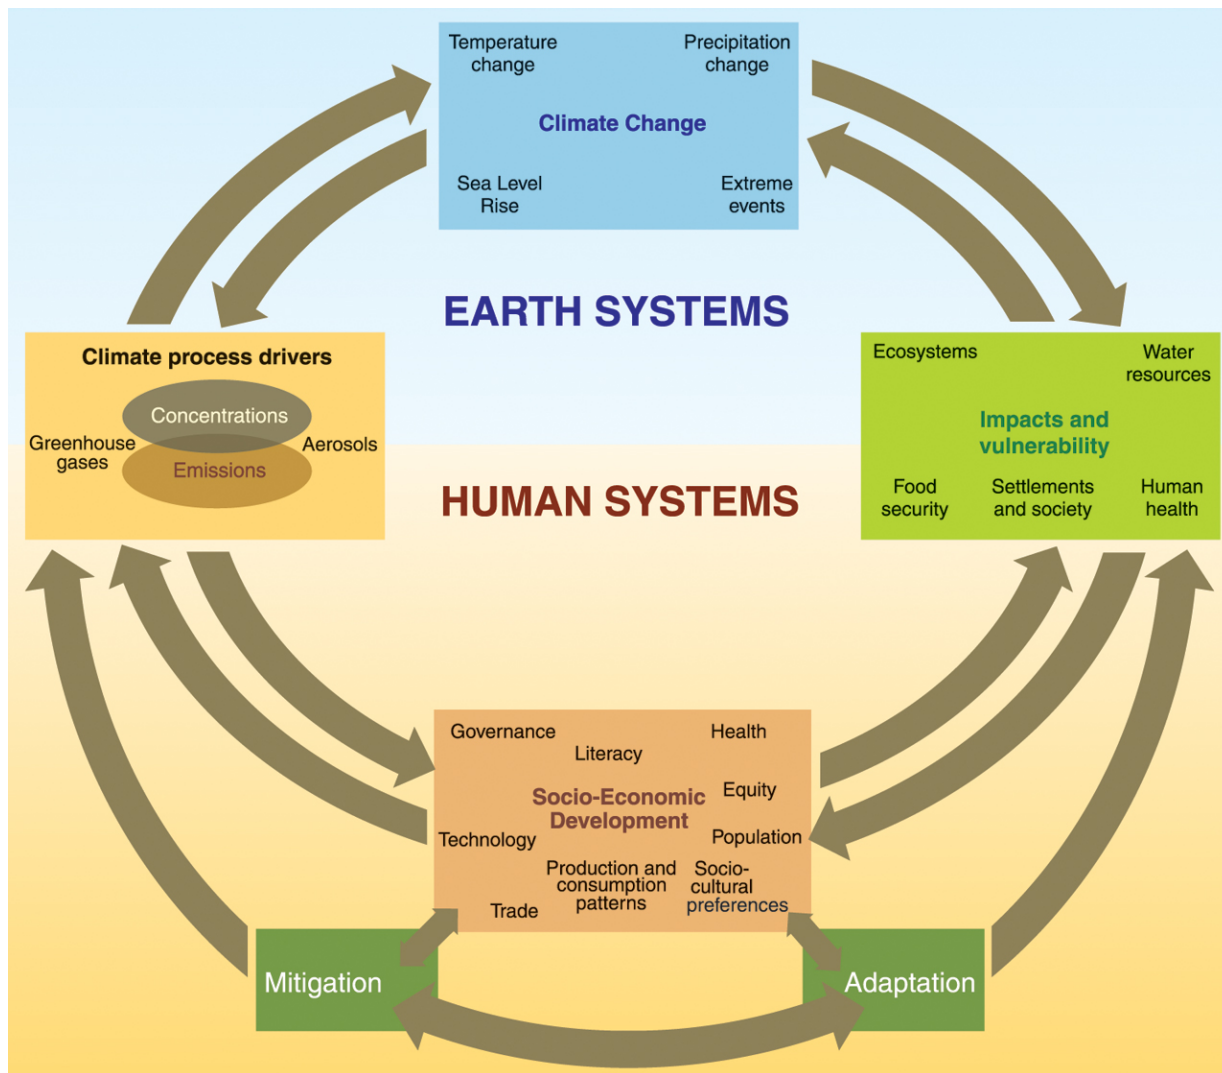 Temperature
change
Precipitation
change
Climate Change
Sea Level
Rise
Extreme
events
EARTH SYSTEMS
Climate process drivers
Concentrations
Greenhouse
gases
Aerosols
Emissions
Ecosystems
Water
resources
Impacts and
vulnerability
Food
security
Settlements
and society
Human
health
HUMAN SYSTEMS
Governance
Literacy
Health
Socio-Economic
Development
Equity
Technology
Population
Production and
consumption
patterns
Socio-
cultural
preferences
Trade
Mitigation
Adaptation